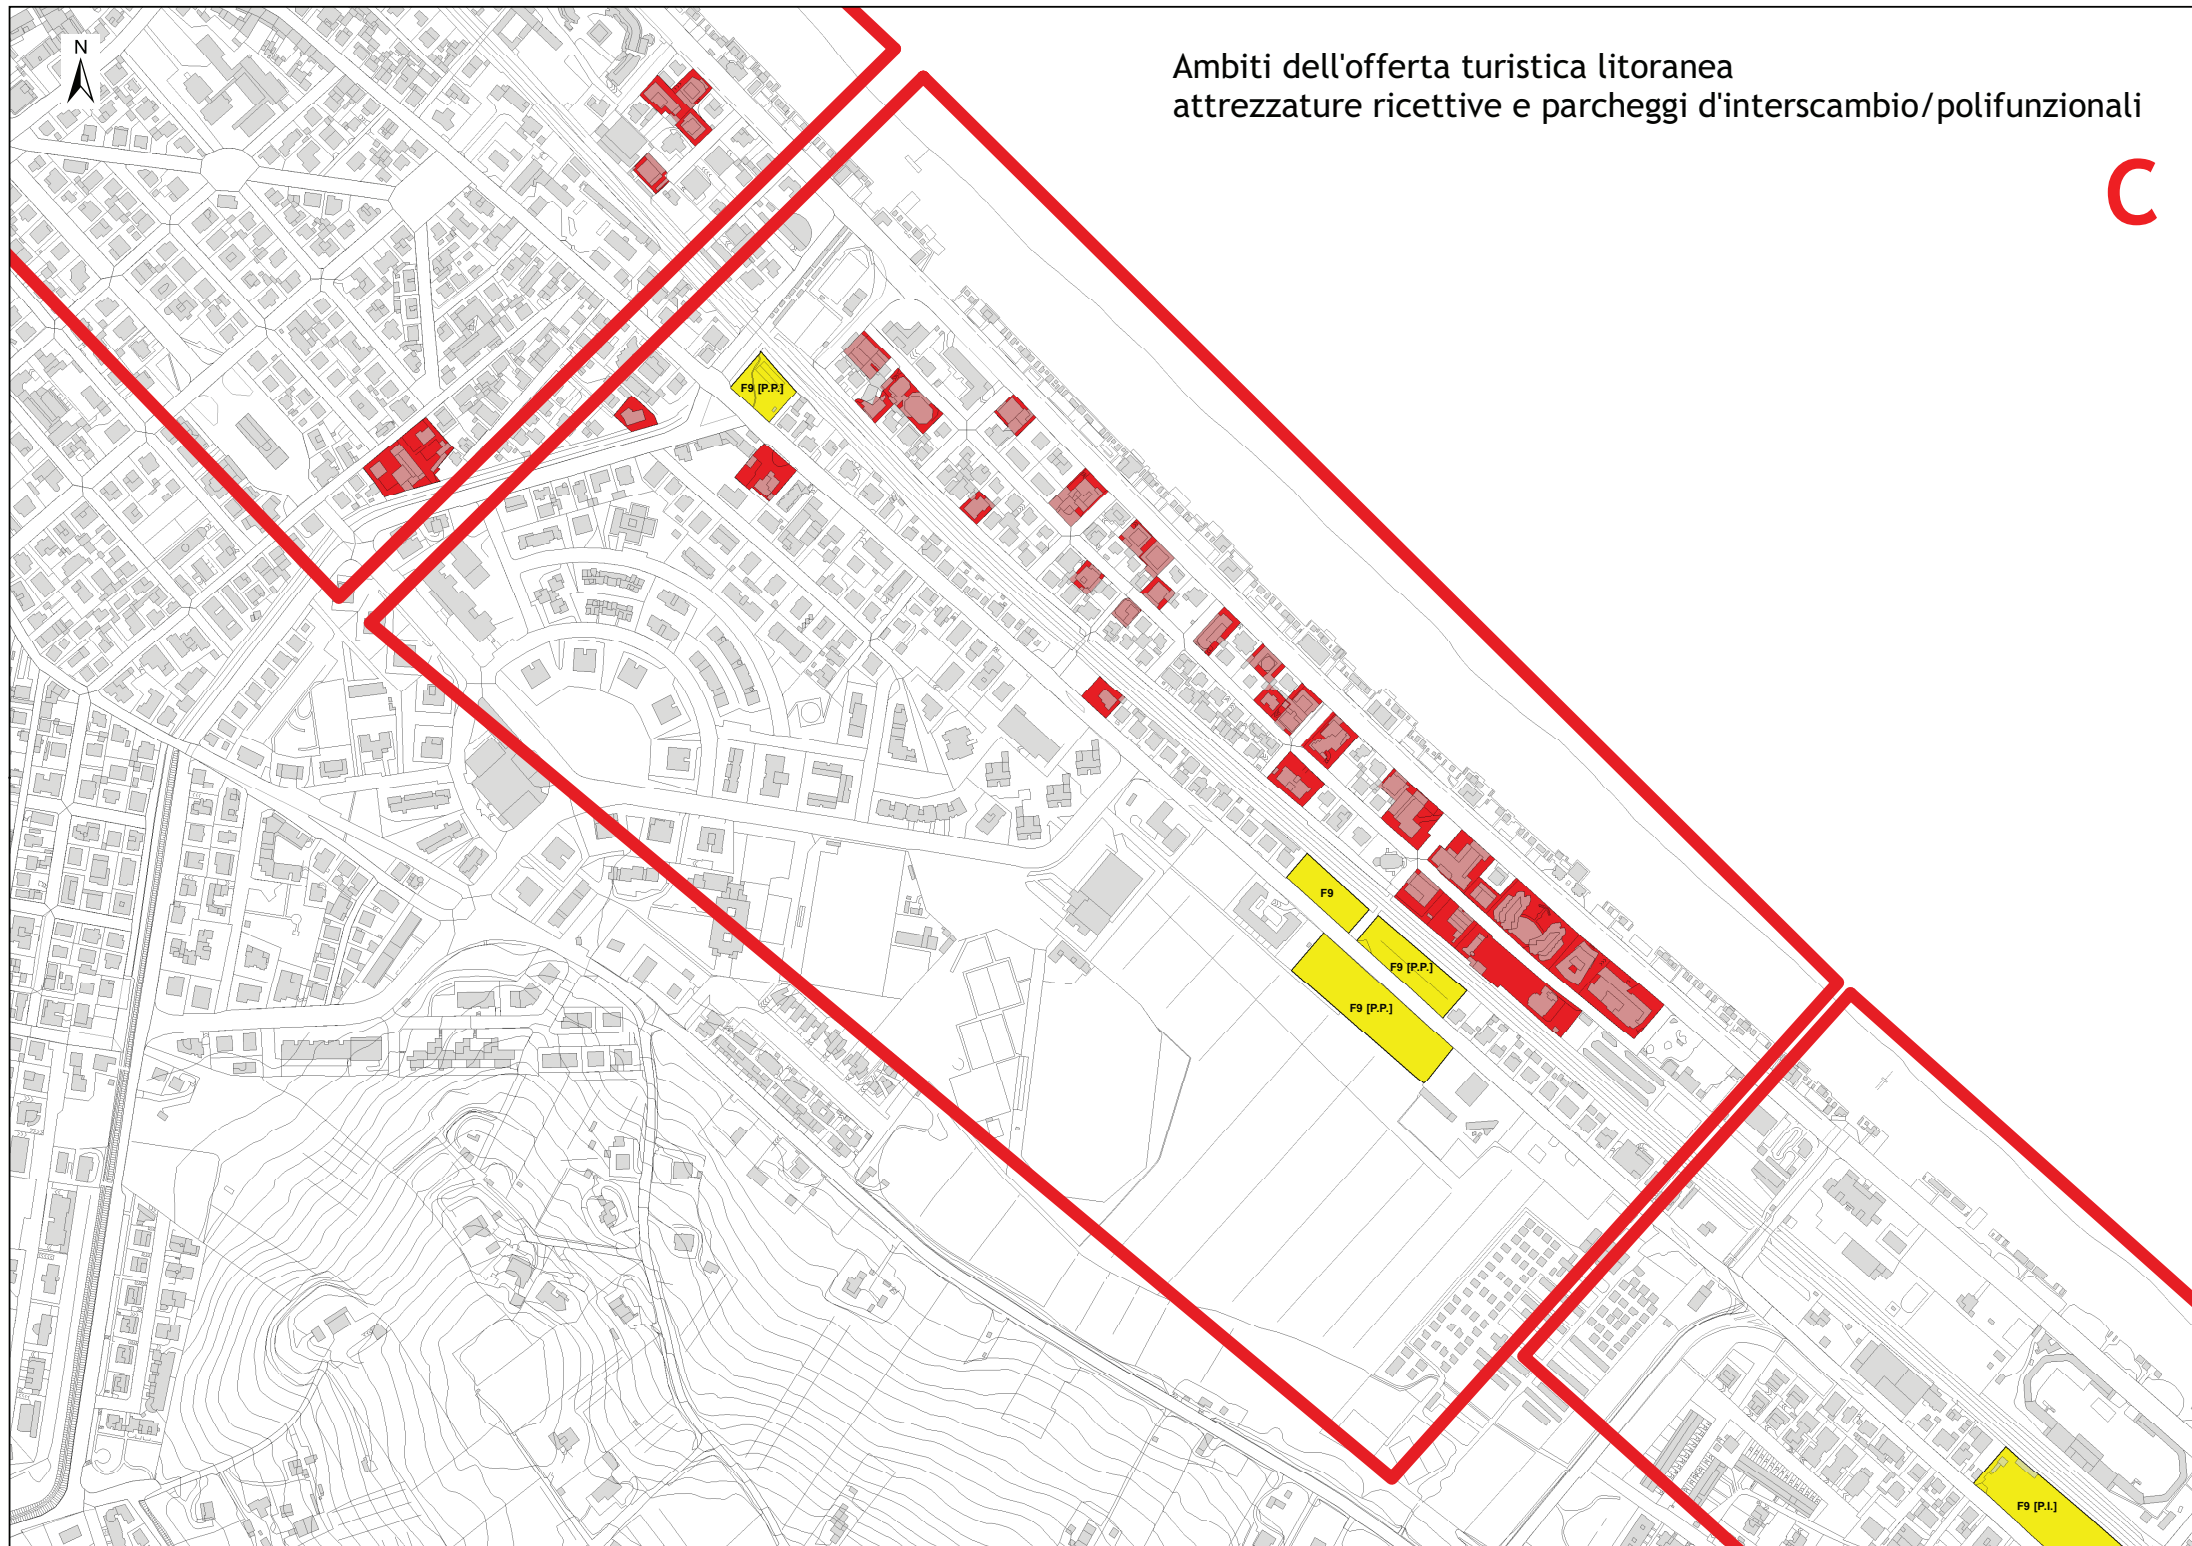 N
Ambiti dell'offerta turistica litoranea
attrezzature ricettive e parcheggi d'interscambio/polifunzionali
C
F9 [P.P.]
F9
F9 [P.P.]
F9 [P.P.]
F9 [P.I.]